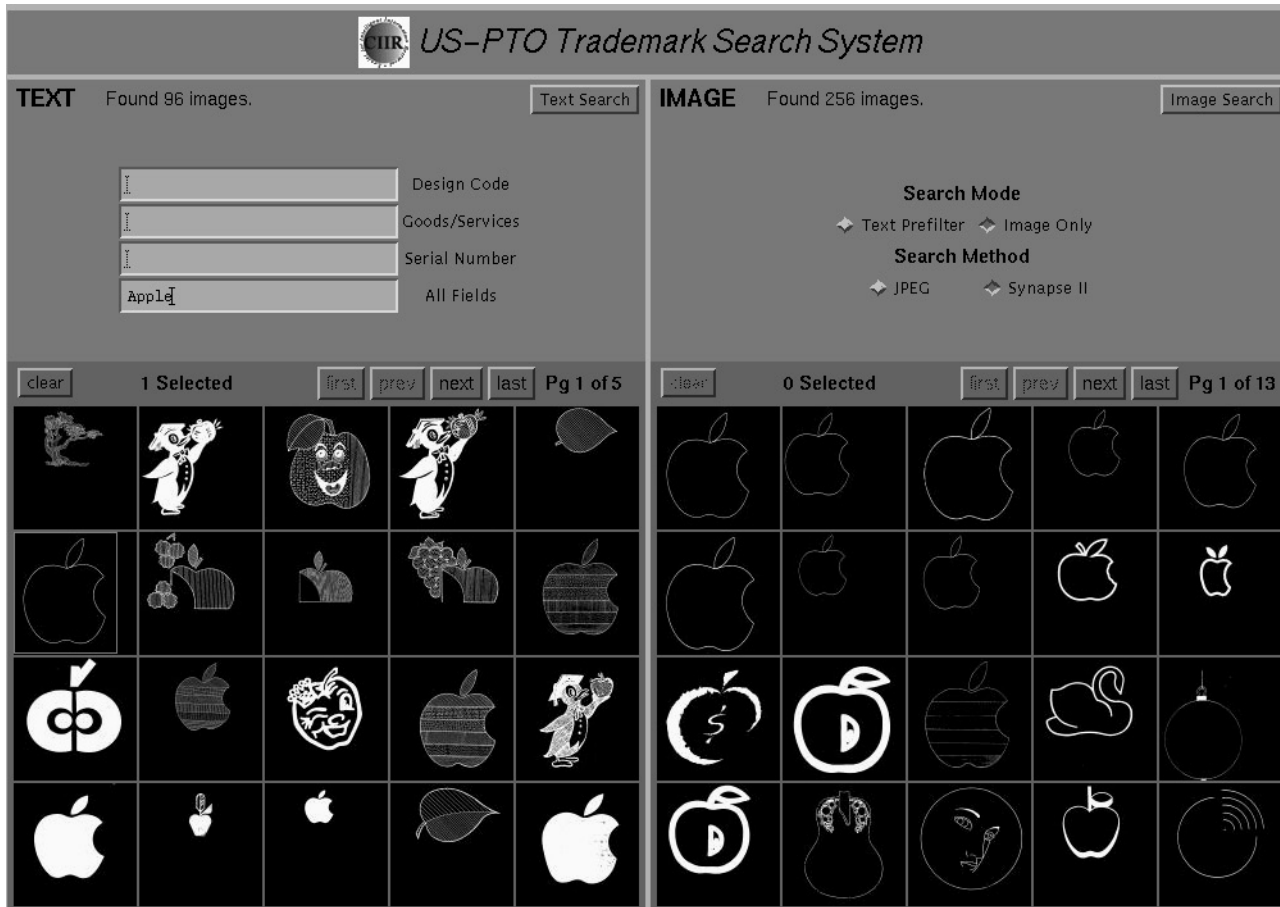 CIIR US-PTO Trademark Search System
TEXT Found 96 images. Text Search
Design Code
Goods/Services
Serial Number
Apple All Fields
clear 1 Selected first prev next last Pg 1 of 5
IMAGE Found 256 images. Image Search
Search Mode
Text Prefilter Image Only
Search Method
JPEG Synapse II
clear 0 Selected first prev next last Pg 1 of 13